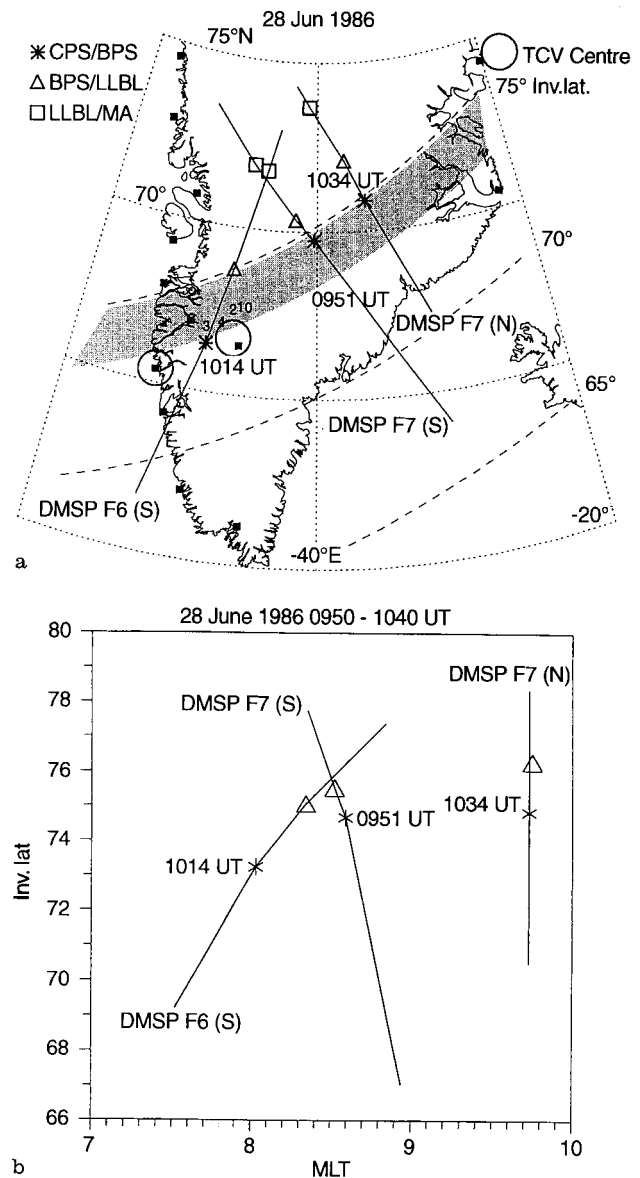 28 Jun 1986
75°N
CPS/BPS
BPS/LLBL
LLBL/MA
TCV Centre
75° Inv.lat.
1034 UT
70°
70°
0951 UT
DMSP F7 (N)
3 4 2 10
1014 UT
65°
DMSP F7 (S)
DMSP F6 (S)
-20°
-40°E
a
28 June 1986 0950 - 1040 UT
80
78
76
74
72
70
68
66
Inv. lat
DMSP F7 (N)
DMSP F7 (S)
1034 UT
0951 UT
1014 UT
DMSP F6 (S)
7
8
9
10
MLT
b